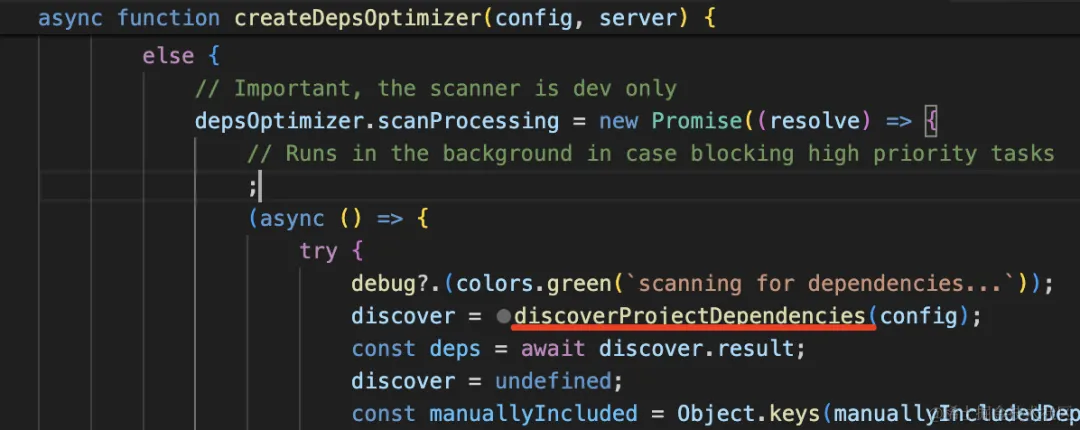 async function createDepsOptimizer(config, server) {
else {
// Important, the scanner is dev only
depsOptimizer.scanProcessing = new Promise((resolve) => {
// Runs in the background in case blocking high priority tasks
;
(async () => {
try {
debug?.(colors.green(`scanning for dependencies...`));
discover = discoverProjectDependencies(config);
const deps = await discover.result;
discover = undefined;
const manuallyIncluded = Object.keys(manuallyIncludedDep